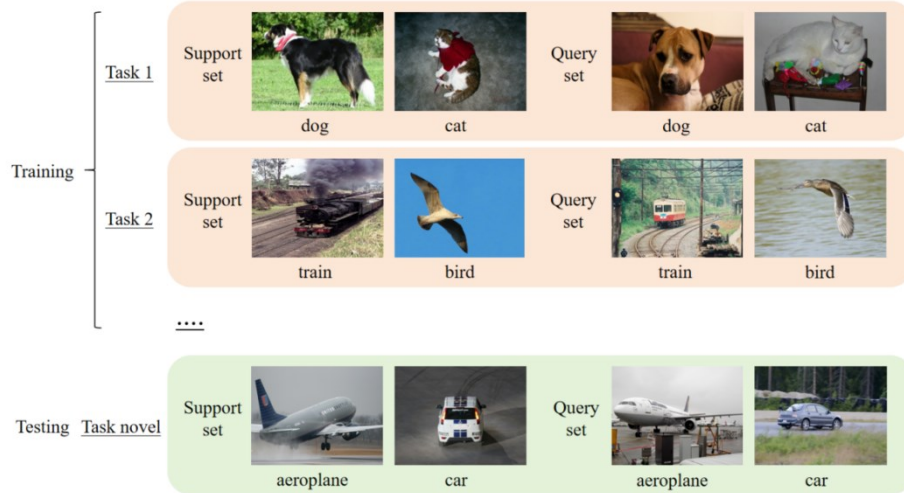 Training
Task 1
Support set
dog
cat
Query set
dog
cat
Task 2
Support set
train
bird
Query set
train
bird
....
Testing
Task novel
Support set
aeroplane
car
Query set
aeroplane
car